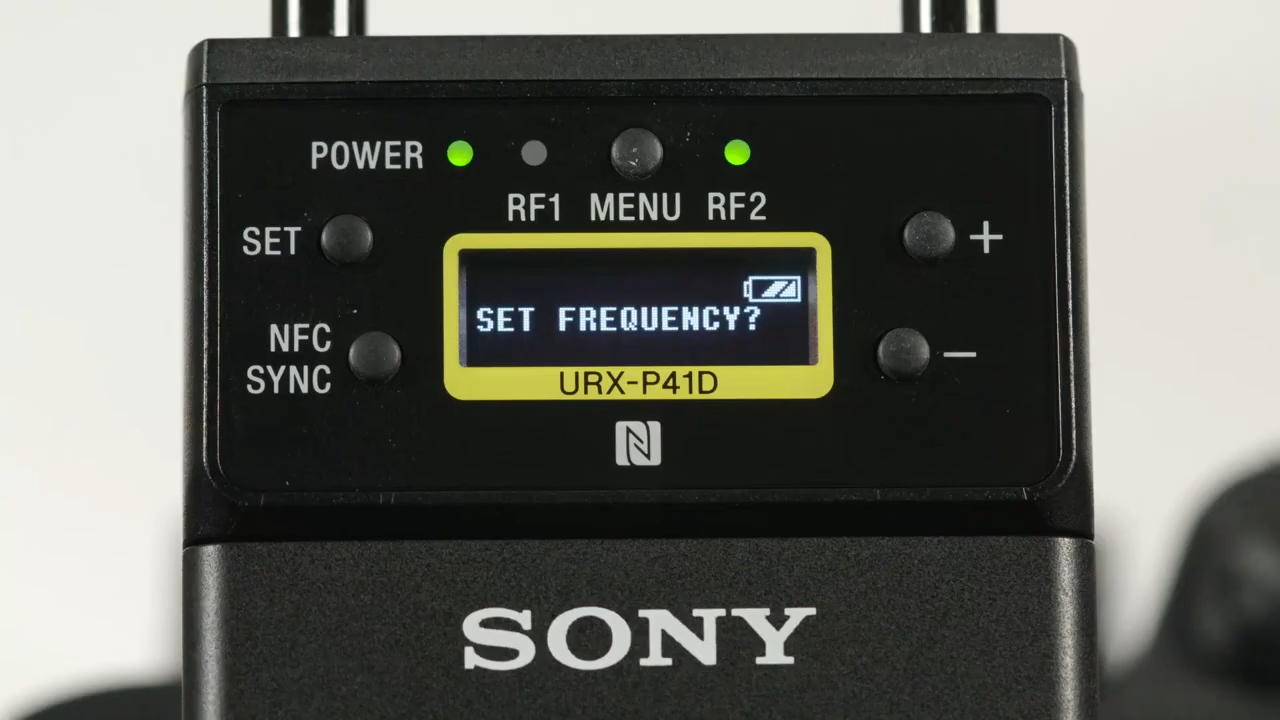 POWER
RF1 MENU RF2
SET
+
SET FREQUENCY?
NFC
SYNC
−
URX-P41D
SONY